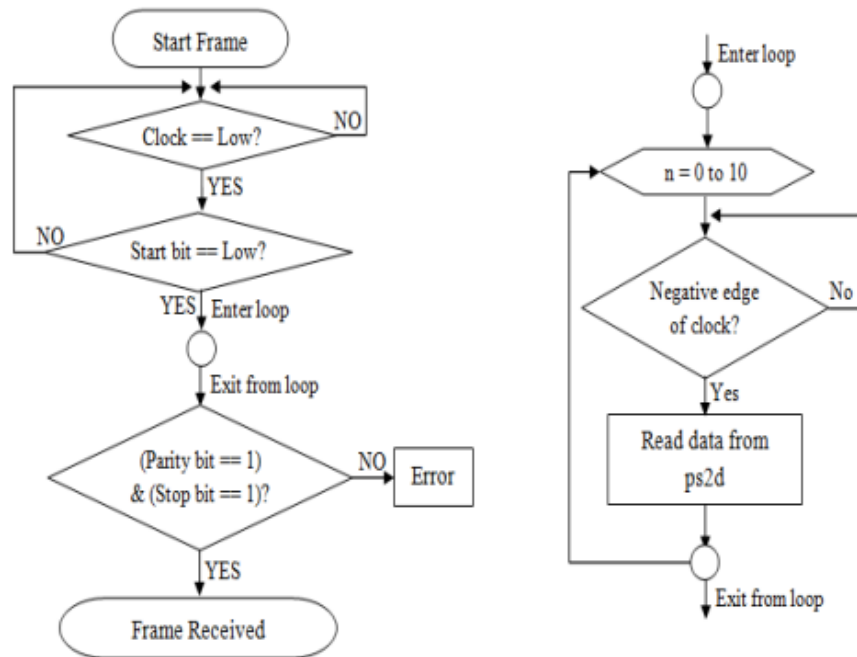 Start Frame
Clock == Low?
NO
YES
NO
Start bit == Low?
YES
Enter loop
Exit from loop
(Parity bit == 1)
& (Stop bit == 1)?
NO
Error
YES
Frame Received
Enter loop
n = 0 to 10
Negative edge
of clock?
No
Yes
Read data from
ps2d
Exit from loop